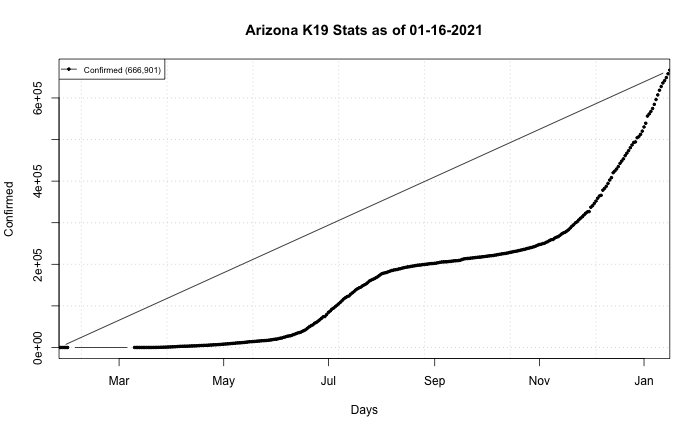 Arizona K19 Stats as of 01-16-2021
Confirmed (666,901)
6e+05
4e+05
2e+05
0e+00
Confirmed
Mar May Jul Sep Nov Jan
Days